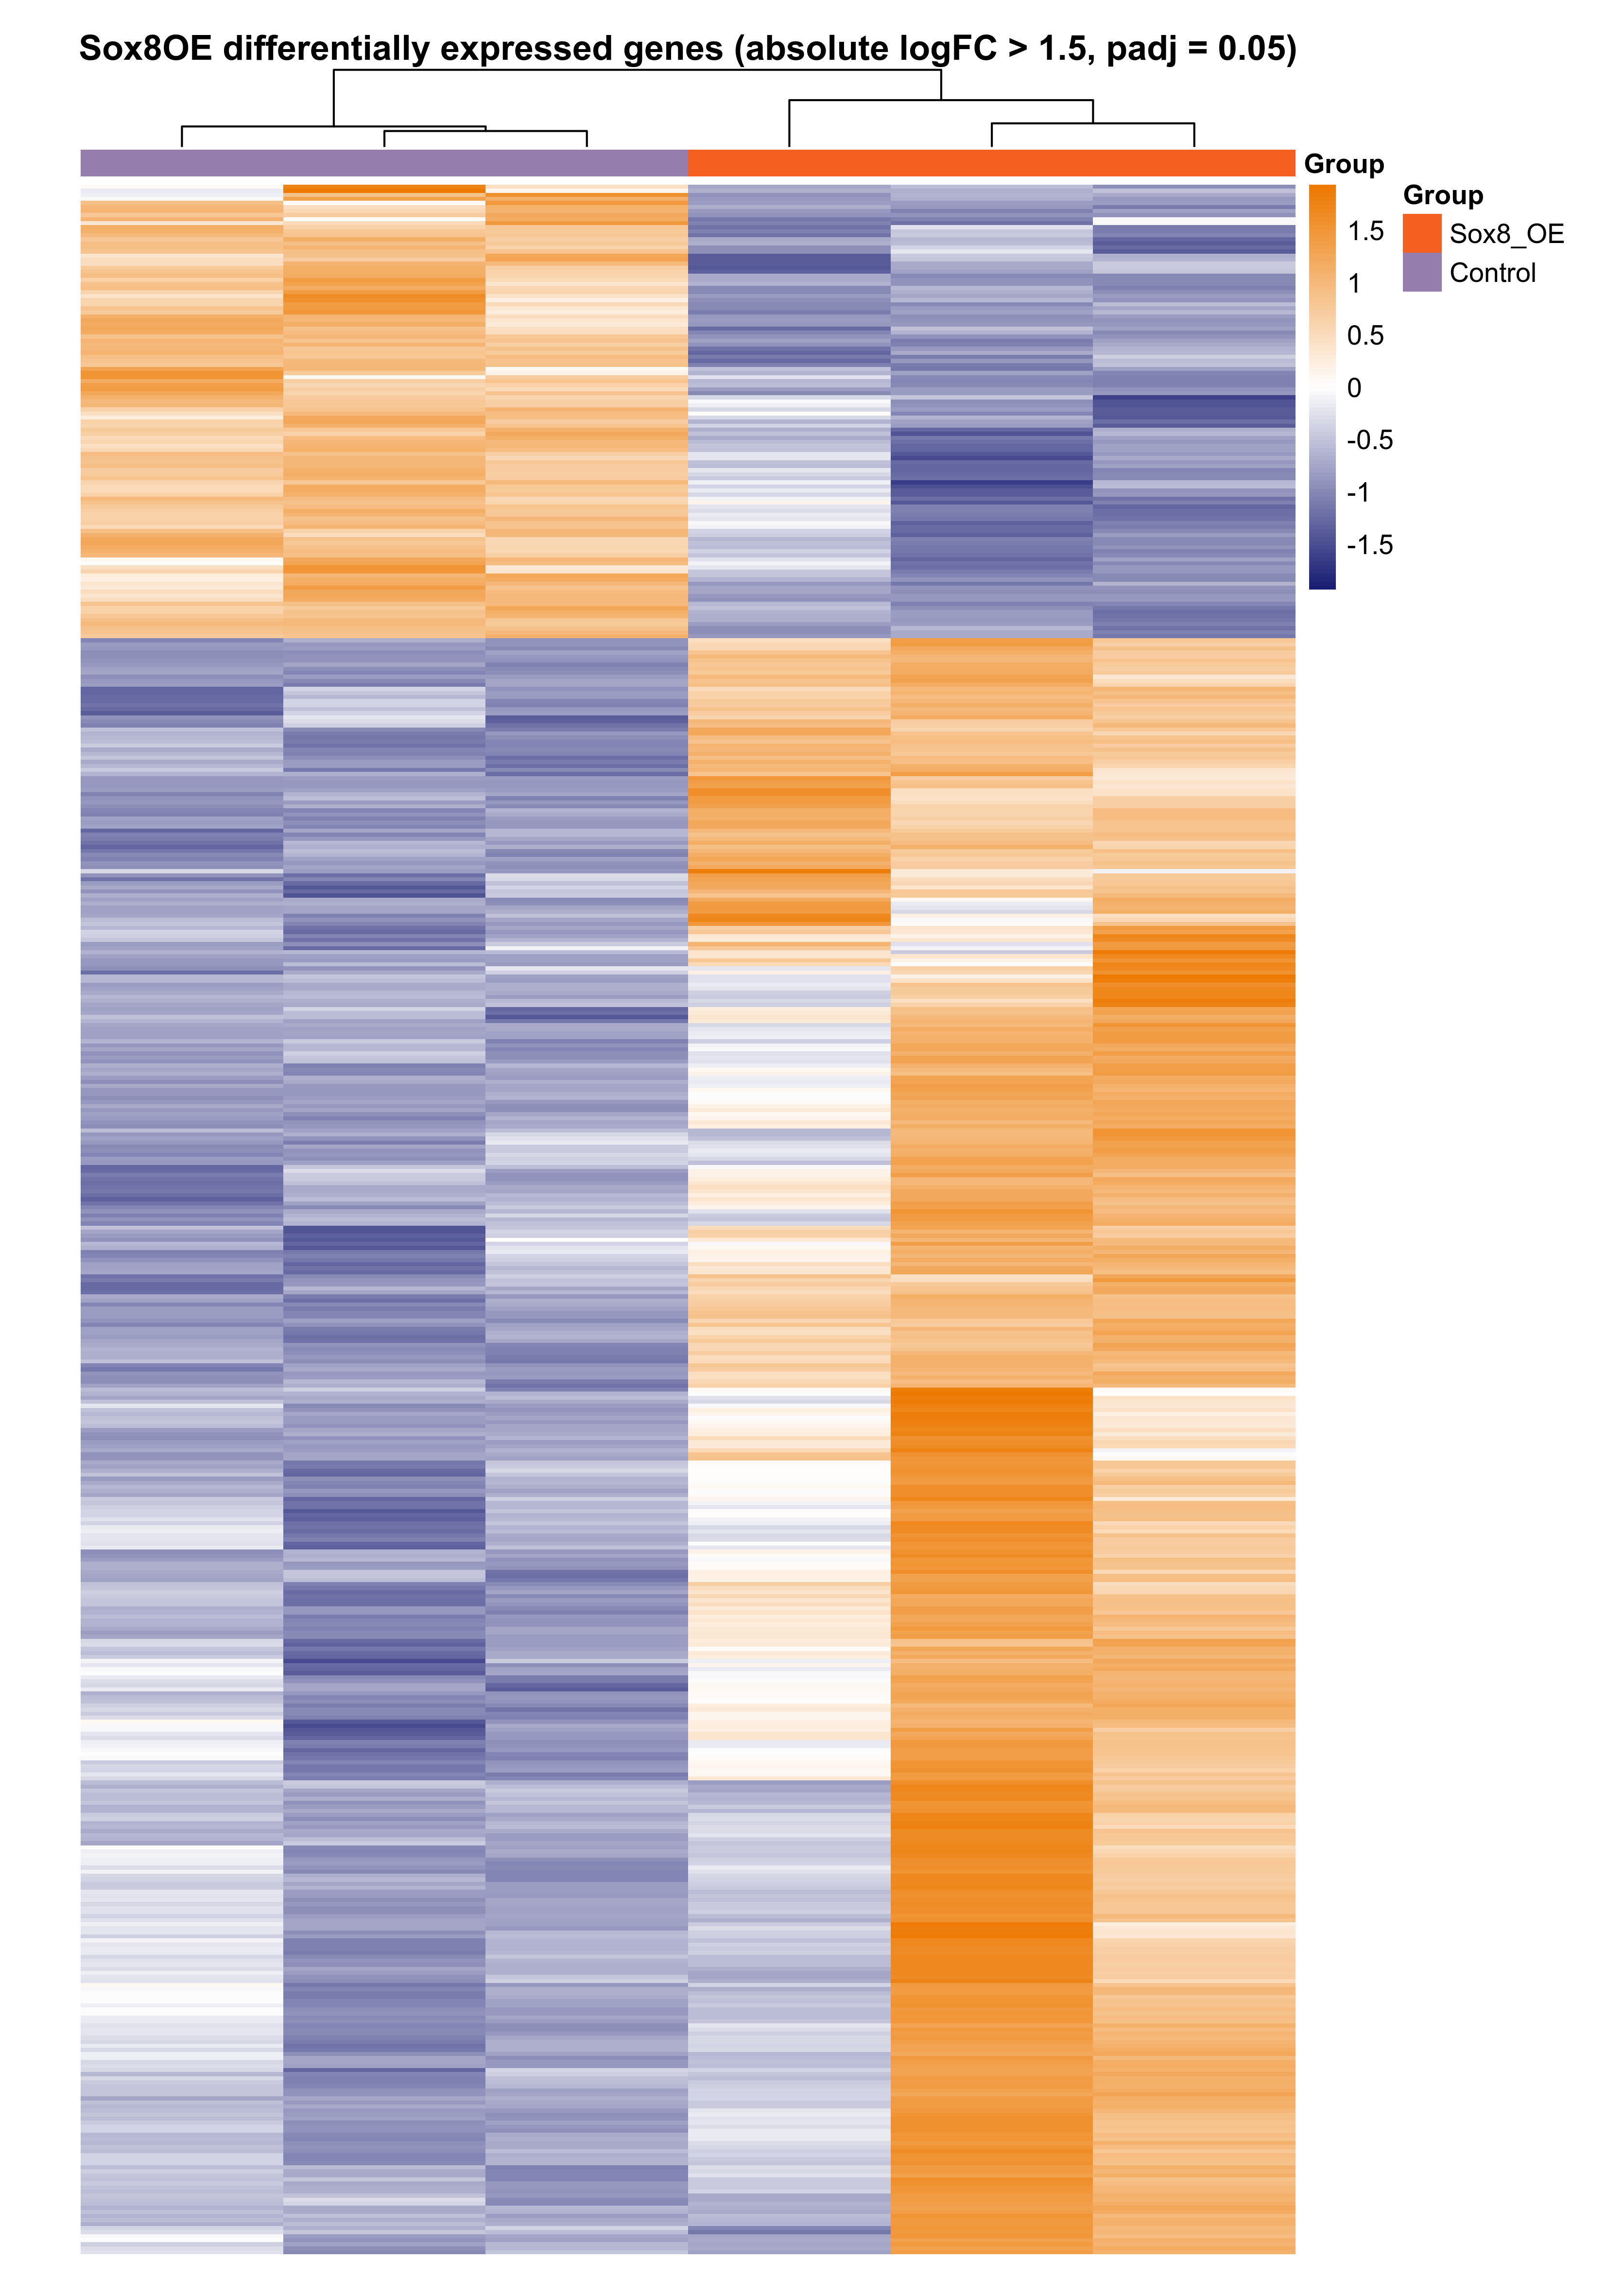 Sox8OE differentially expressed genes (absolute logFC > 1.5, padj = 0.05)
Group
Group
Sox8_OE
Control
1.5
1
0.5
0
-0.5
-1
-1.5